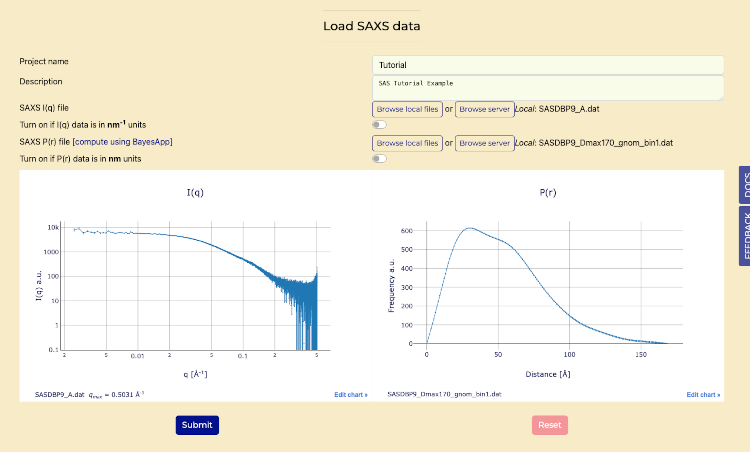 Load SAXS data
Project name
Tutorial
Description
SAS Tutorial Example
SAXS I(q) file
Browse local files or Browse server Local: SASDBP9_A.dat
Turn on if I(q) data is in nm⁻¹ units
SAXS P(r) file [compute using BayesApp]
Browse local files or Browse server Local: SASDBP9_Dmax170_gnom_bin1.dat
Turn on if P(r) data is in nm units
DOCS
FEEDBACK
I(q)
I(q) a.u.
10k
1000
100
10
1
0.1
2 5 0.01 2 5 0.1 2 5
q [Å⁻¹]
SASDBP9_A.dat qmax = 0.5031 Å⁻¹
Edit chart »
P(r)
Frequency a.u.
600
500
400
300
200
100
0
0 50 100 150
Distance [Å]
SASDBP9_Dmax170_gnom_bin1.dat
Edit chart »
Submit
Reset